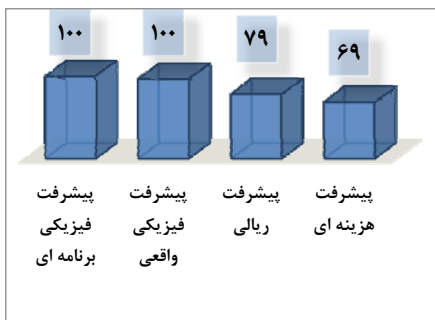 ۱۰۰ ۱۰۰ ۷۹ ۶۹
پیشرفت فیزیکی برنامه ای
پیشرفت فیزیکی واقعی
پیشرفت ریالی
پیشرفت هزینه ای